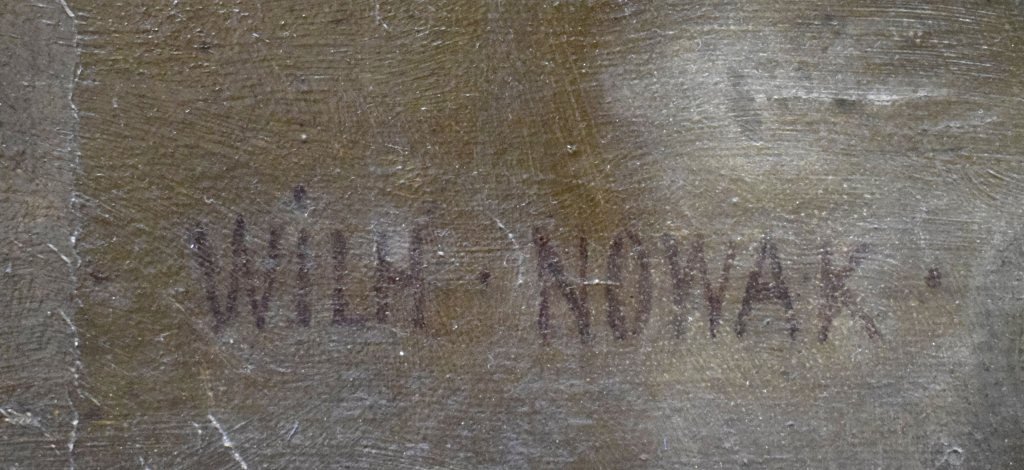 · WILH · NOWAK ·